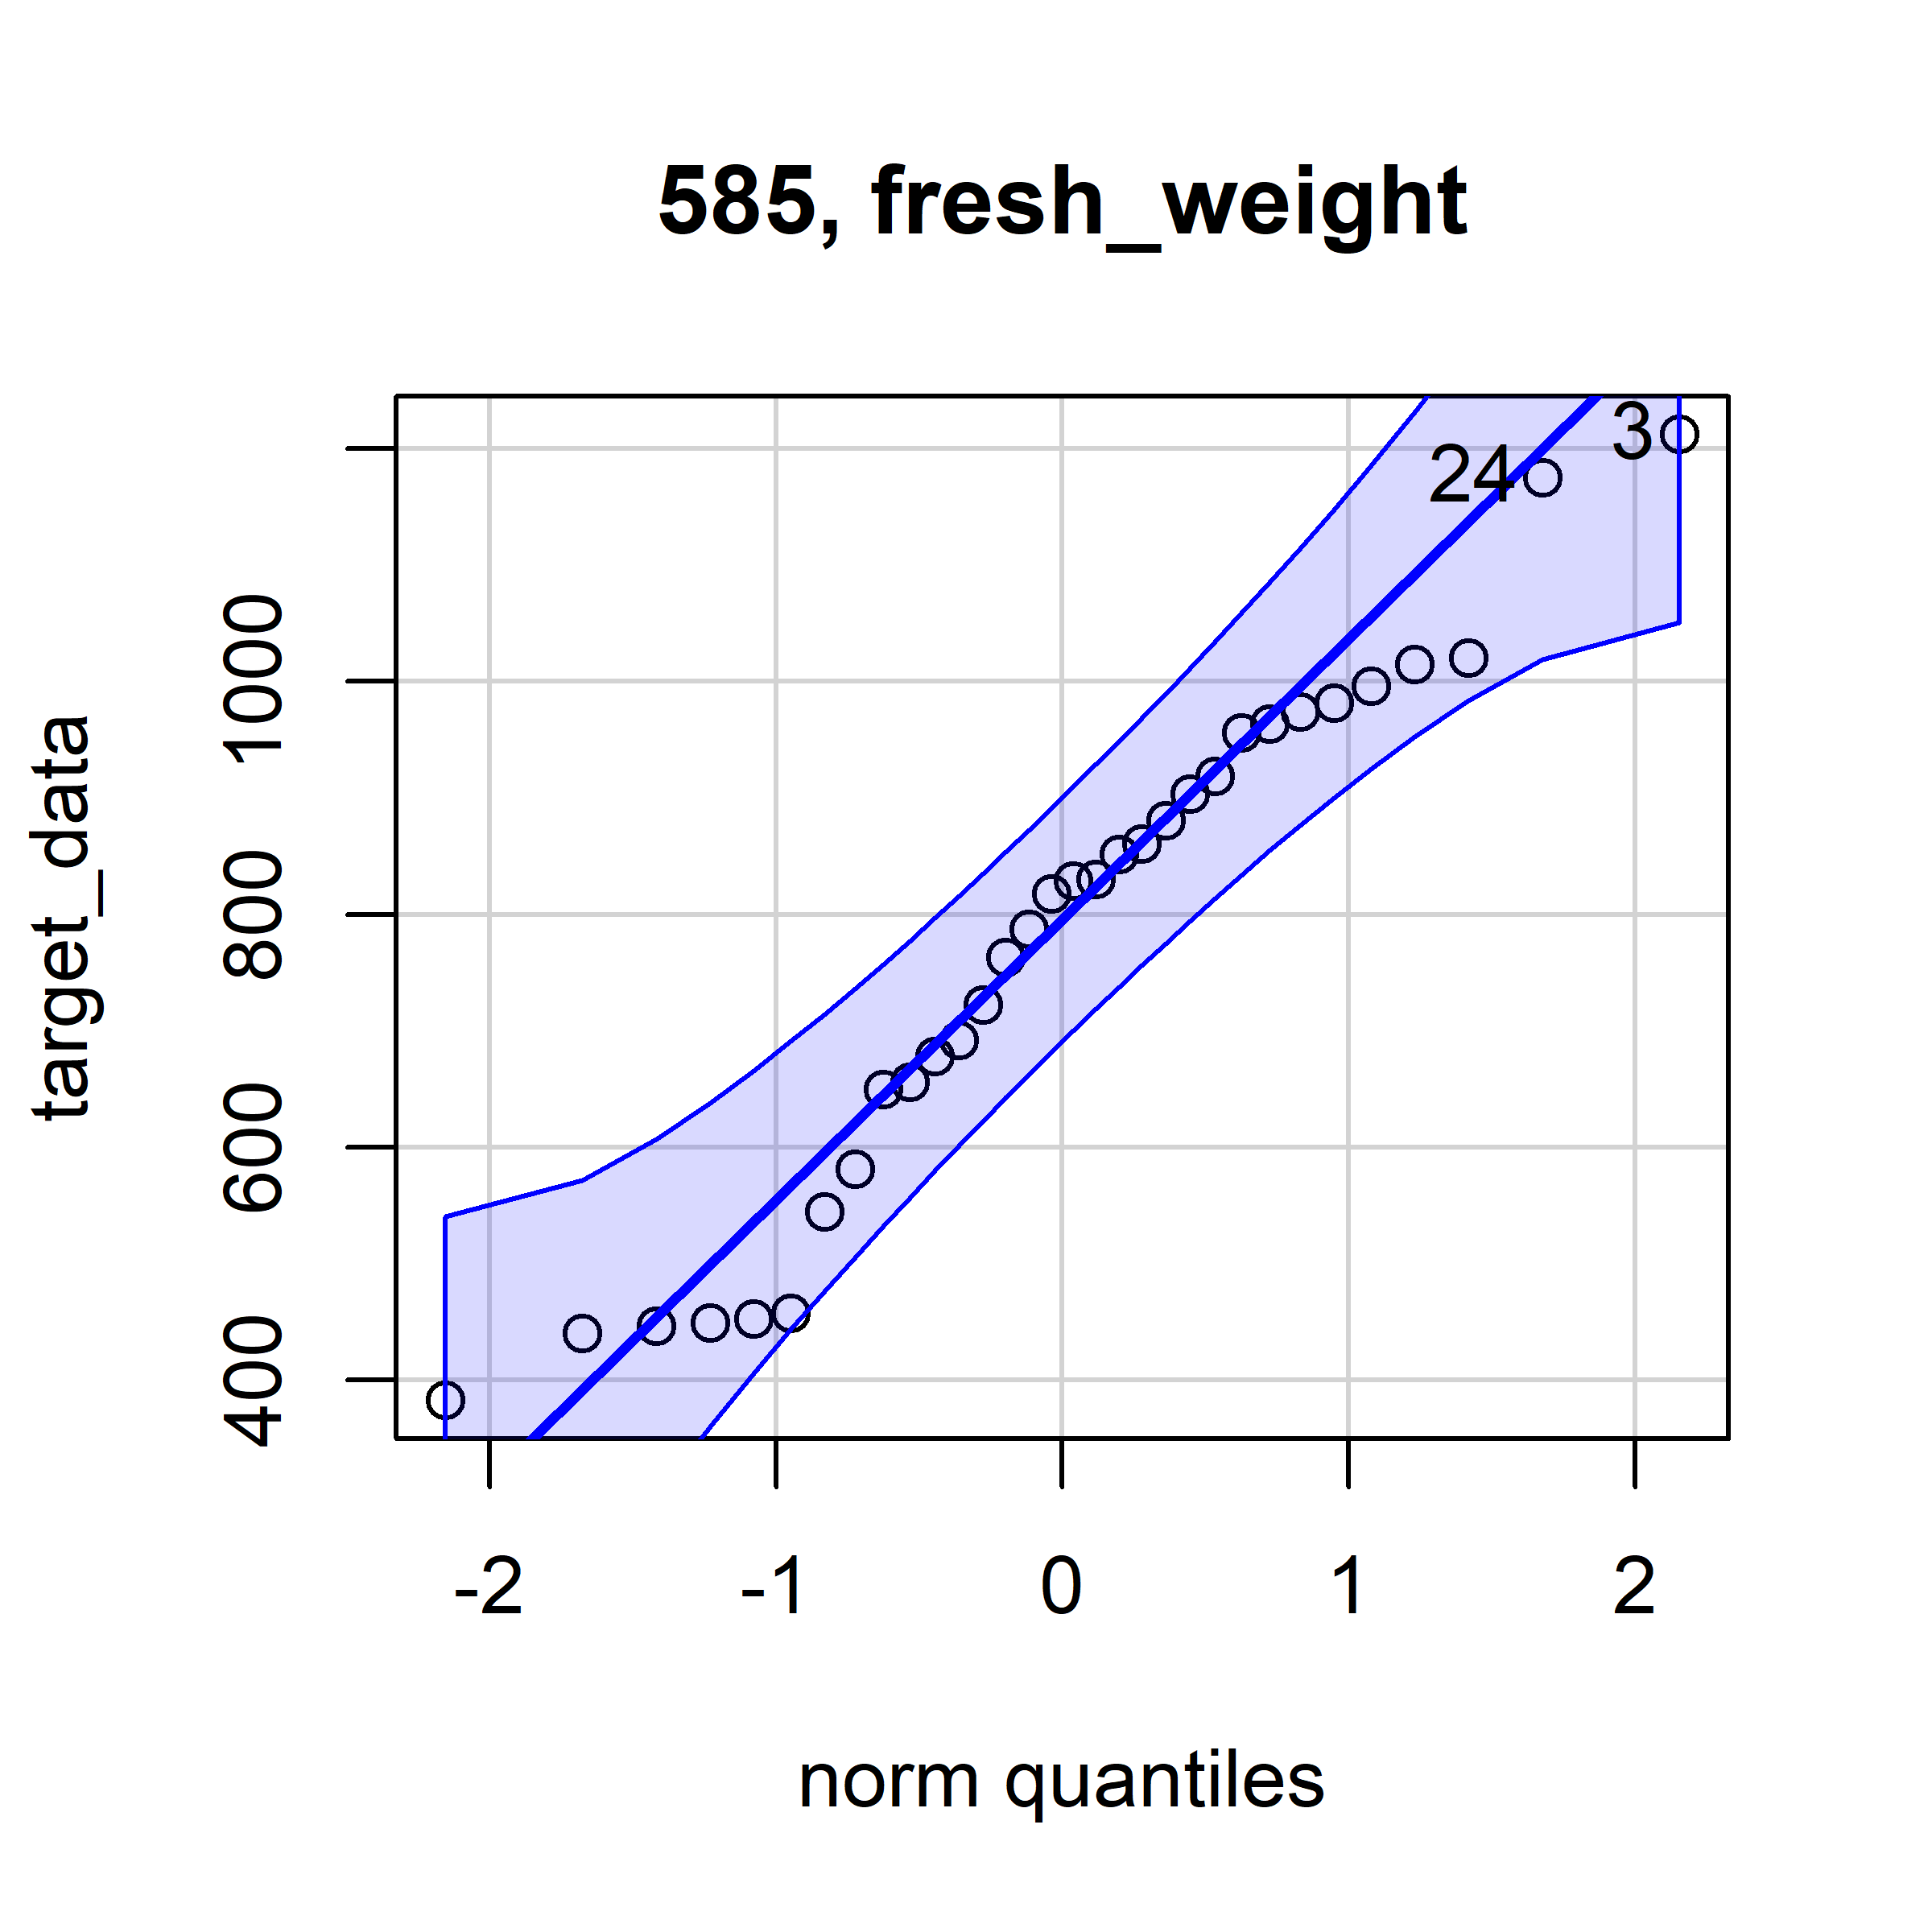 585, fresh_weight
3
24
1000
800
600
400
target_data
-2 -1 0 1 2
norm quantiles